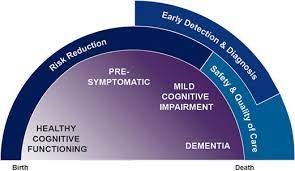 Early Detection & Diagnosis
Risk Reduction
Safety & Quality of Care
PRE-
SYMPTOMATIC
MILD
COGNITIVE
IMPAIRMENT
HEALTHY
COGNITIVE
FUNCTIONING
DEMENTIA
Birth
Death